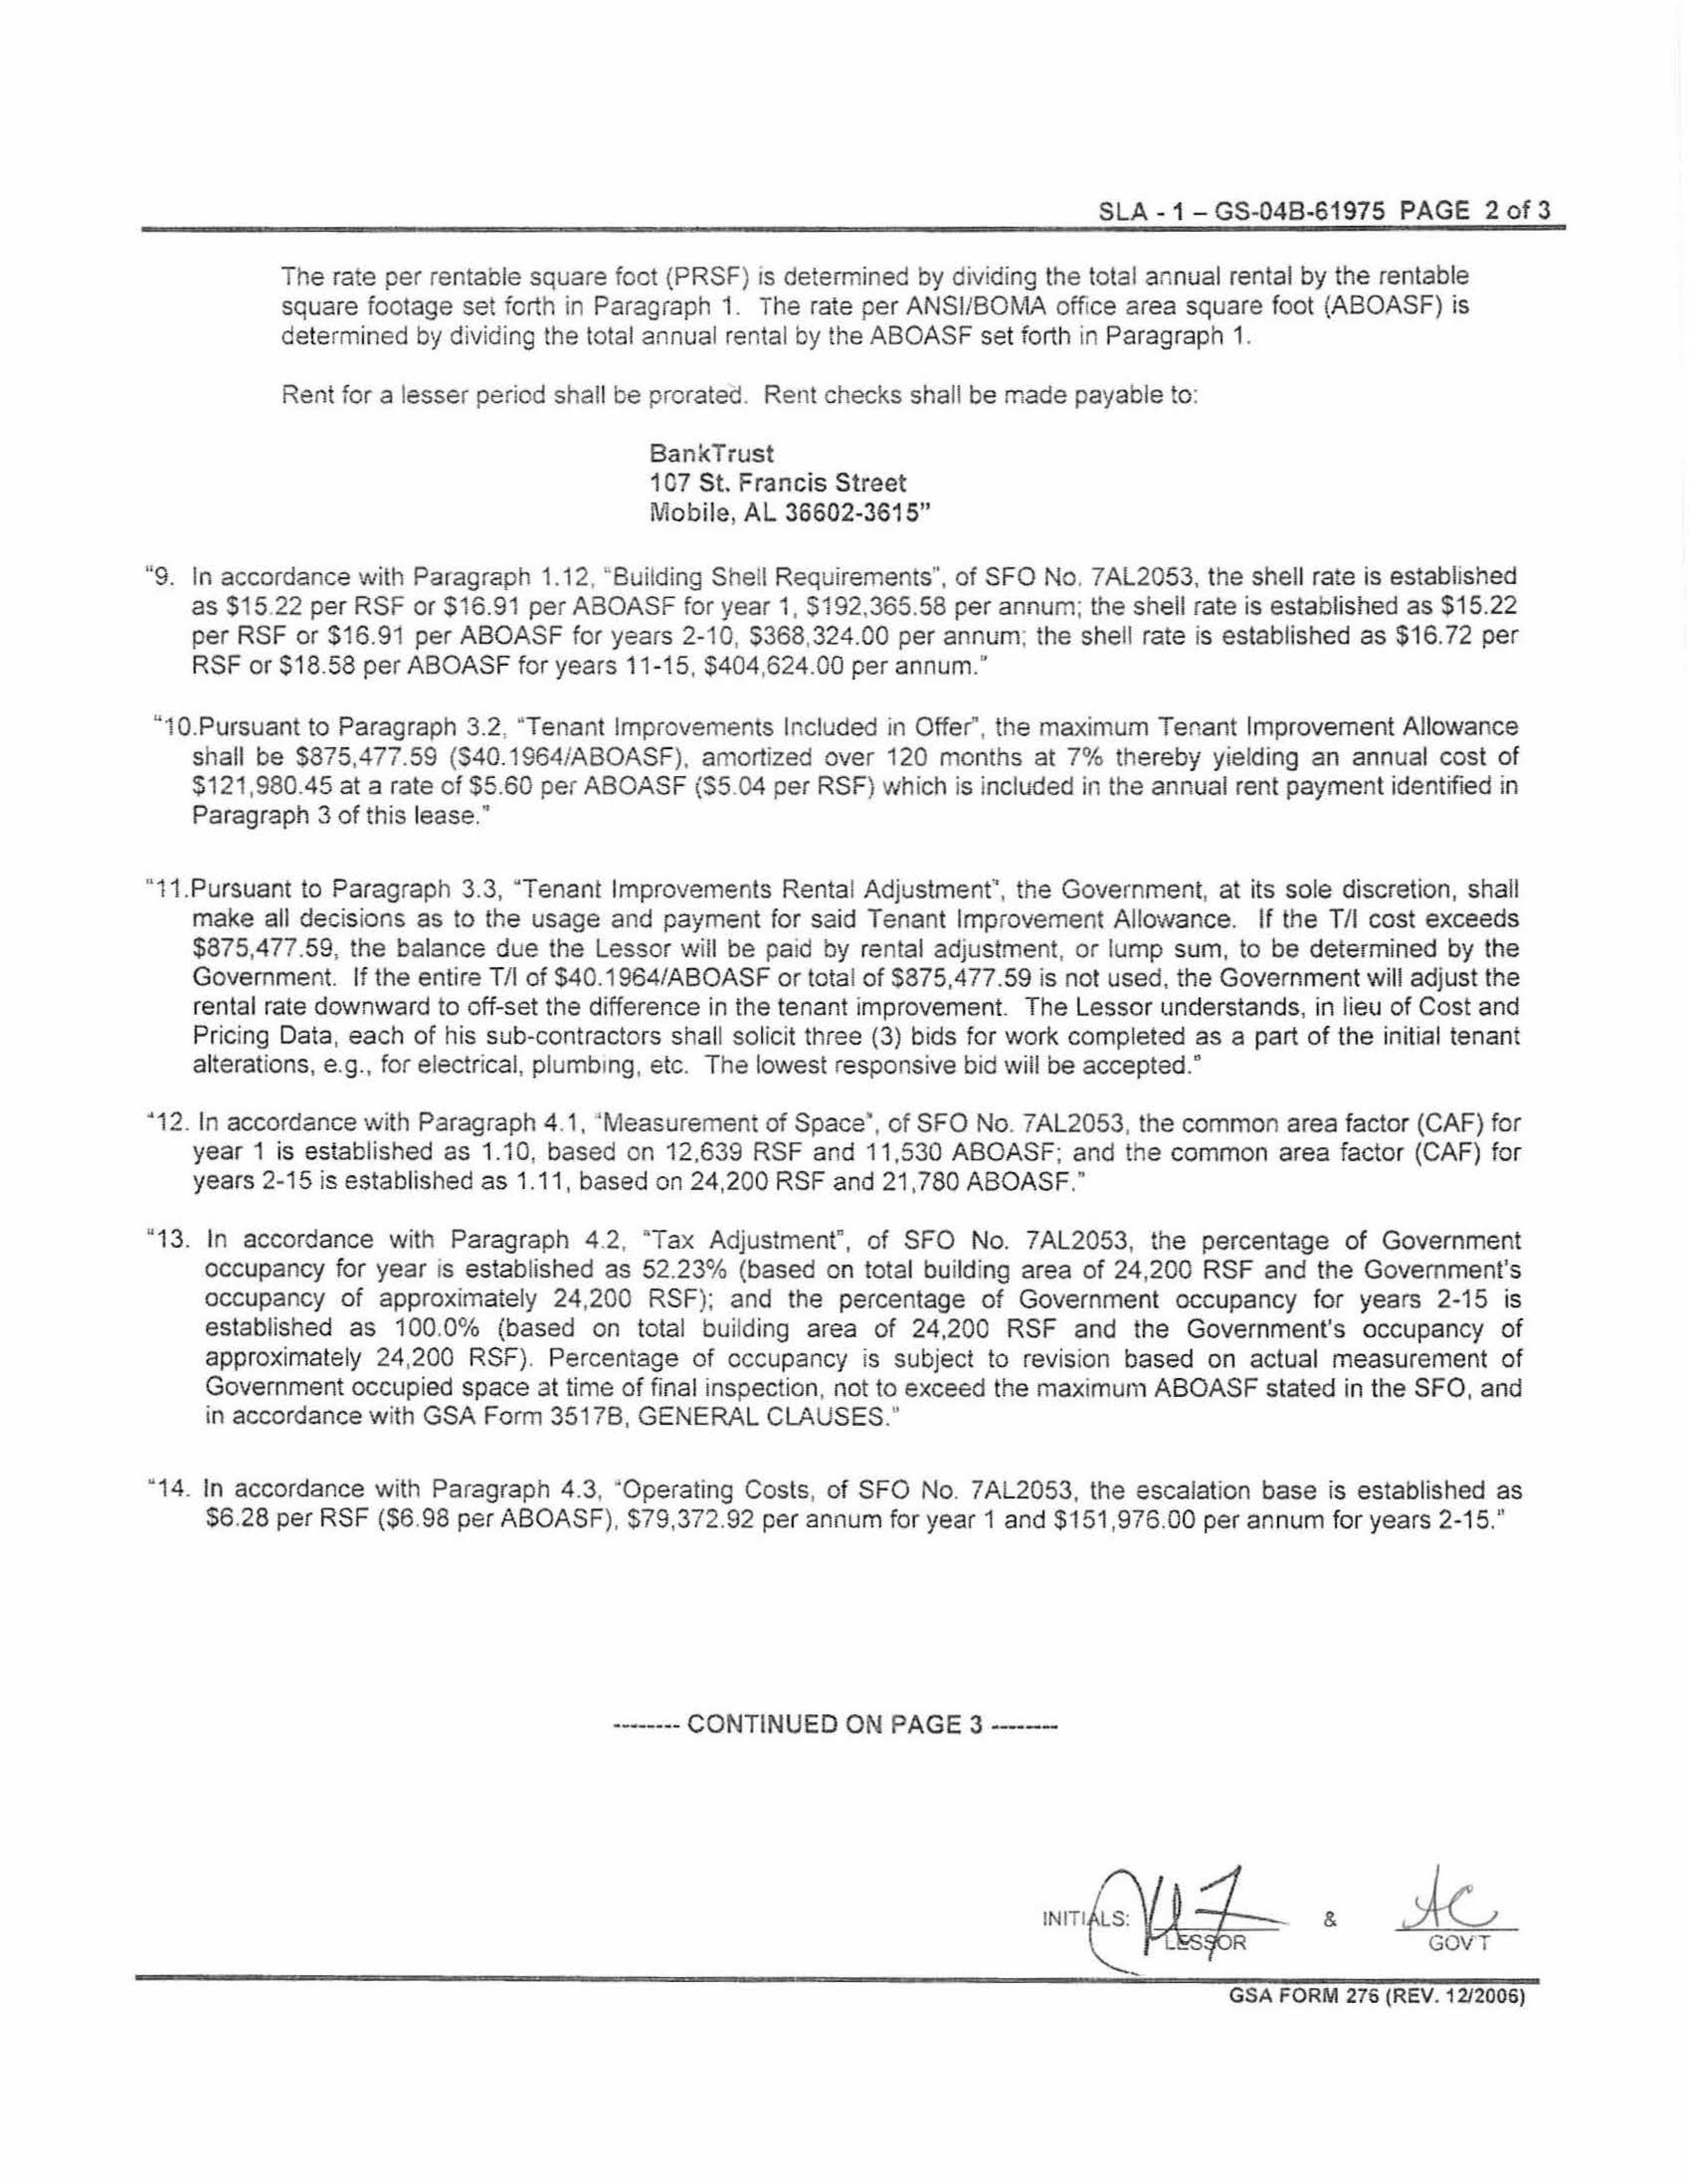 SLA - 1 – GS-04B-61975 PAGE 2 of 3
The rate per rentable square foot (PRSF) is determined by dividing the total annual rental by the rentable
square footage set forth in Paragraph 1. The rate per ANSI/BOMA office area square foot (ABOASF) is
determined by dividing the total annual rental by the ABOASF set forth in Paragraph 1.
Rent for a lesser period shall be prorated. Rent checks shall be made payable to:
BankTrust
107 St. Francis Street
Mobile, AL 36602-3615"
"9. In accordance with Paragraph 1.12, "Building Shell Requirements", of SFO No. 7AL2053, the shell rate is established
as $15.22 per RSF or $16.91 per ABOASF for year 1, $192,365.58 per annum; the shell rate is established as $15.22
per RSF or $16.91 per ABOASF for years 2-10, $368,324.00 per annum; the shell rate is established as $16.72 per
RSF or $18.58 per ABOASF for years 11-15, $404,624.00 per annum."
"10.Pursuant to Paragraph 3.2, "Tenant Improvements Included in Offer", the maximum Tenant Improvement Allowance
shall be $875,477.59 ($40.1964/ABOASF), amortized over 120 months at 7% thereby yielding an annual cost of
$121,980.45 at a rate of $5.60 per ABOASF ($5.04 per RSF) which is included in the annual rent payment identified in
Paragraph 3 of this lease."
"11.Pursuant to Paragraph 3.3, "Tenant Improvements Rental Adjustment", the Government, at its sole discretion, shall
make all decisions as to the usage and payment for said Tenant Improvement Allowance. If the T/I cost exceeds
$875,477.59, the balance due the Lessor will be paid by rental adjustment, or lump sum, to be determined by the
Government. If the entire T/I of $40.1964/ABOASF or total of $875,477.59 is not used, the Government will adjust the
rental rate downward to off-set the difference in the tenant improvement. The Lessor understands, in lieu of Cost and
Pricing Data, each of his sub-contractors shall solicit three (3) bids for work completed as a part of the initial tenant
alterations, e.g., for electrical, plumbing, etc. The lowest responsive bid will be accepted."
"12. In accordance with Paragraph 4.1, "Measurement of Space", of SFO No. 7AL2053, the common area factor (CAF) for
year 1 is established as 1.10, based on 12,639 RSF and 11,530 ABOASF; and the common area factor (CAF) for
years 2-15 is established as 1.11, based on 24,200 RSF and 21,780 ABOASF."
"13. In accordance with Paragraph 4.2, "Tax Adjustment", of SFO No. 7AL2053, the percentage of Government
occupancy for year is established as 52.23% (based on total building area of 24,200 RSF and the Government's
occupancy of approximately 24,200 RSF); and the percentage of Government occupancy for years 2-15 is
established as 100.0% (based on total building area of 24,200 RSF and the Government's occupancy of
approximately 24,200 RSF). Percentage of occupancy is subject to revision based on actual measurement of
Government occupied space at time of final inspection, not to exceed the maximum ABOASF stated in the SFO, and
in accordance with GSA Form 3517B, GENERAL CLAUSES."
"14. In accordance with Paragraph 4.3, "Operating Costs, of SFO No. 7AL2053, the escalation base is established as
$6.28 per RSF ($6.98 per ABOASF), $79,372.92 per annum for year 1 and $151,976.00 per annum for years 2-15."
-------- CONTINUED ON PAGE 3 --------
INITIALS: & AC
LESSOR GOV'T
GSA FORM 276 (REV. 12/2006)